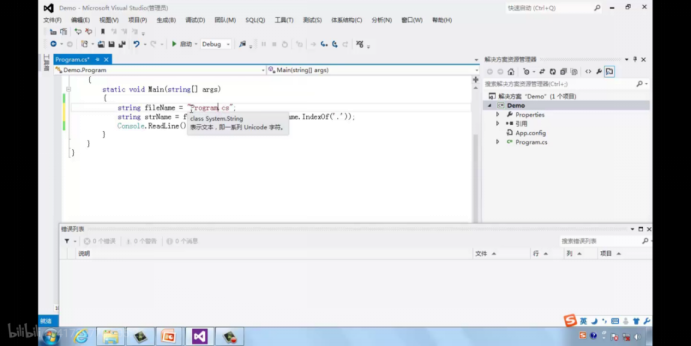 Demo - Microsoft Visual Studio(管理员)
快速启动 (Ctrl+Q)
文件(F) 编辑(E) 视图(V) 项目(P) 生成(B) 调试(D) 团队(M) SQL(Q) 工具(T) 测试(S) 体系结构(C) 分析(N) 窗口(W) 帮助(H)
启动 Debug
Program.cs*
Demo.Program
Main(string[] args)
{
static void Main(string[] args)
{
string fileName = "Program.cs";
string strName = f
me.IndexOf('.'));
Console.ReadLine()
class System.String
表示文本，即一系列 Unicode 字符。
}
}
}
解决方案资源管理器
搜索解决方案资源管理器(Ctrl+;)
解决方案"Demo"(1 个项目)
Demo
Properties
引用
App.config
Program.cs
错误列表
0 个错误
0 个警告
0 个消息
搜索错误列表
说明
文件
行
列
项目
就绪
英
bilibili